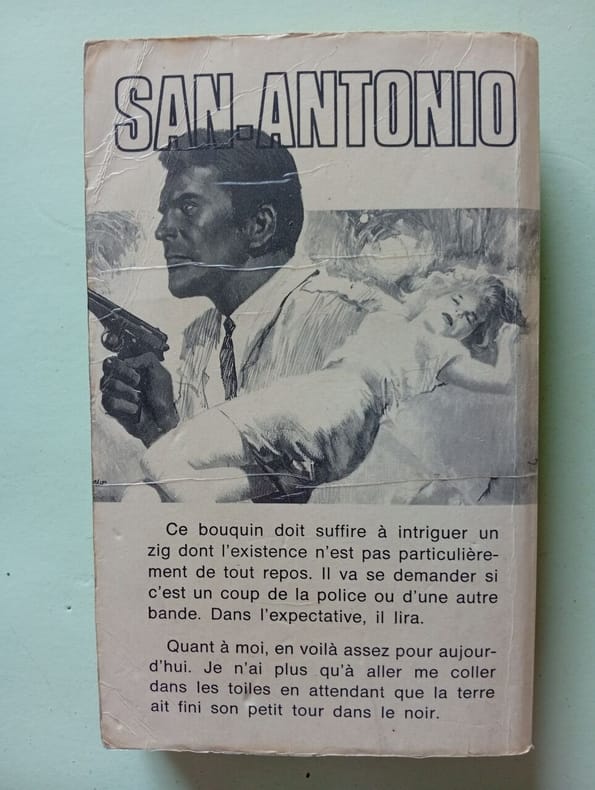 SAN-ANTONIO
Ce bouquin doit suffire à intriguer un
zig dont l'existence n'est pas particulière-
ment de tout repos. Il va se demander si
c'est un coup de la police ou d'une autre
bande. Dans l'expectative, il lira.
Quant à moi, en voilà assez pour aujour-
d'hui. Je n'ai plus qu'à aller me coller
dans les toiles en attendant que la terre
ait fini son petit tour dans le noir.